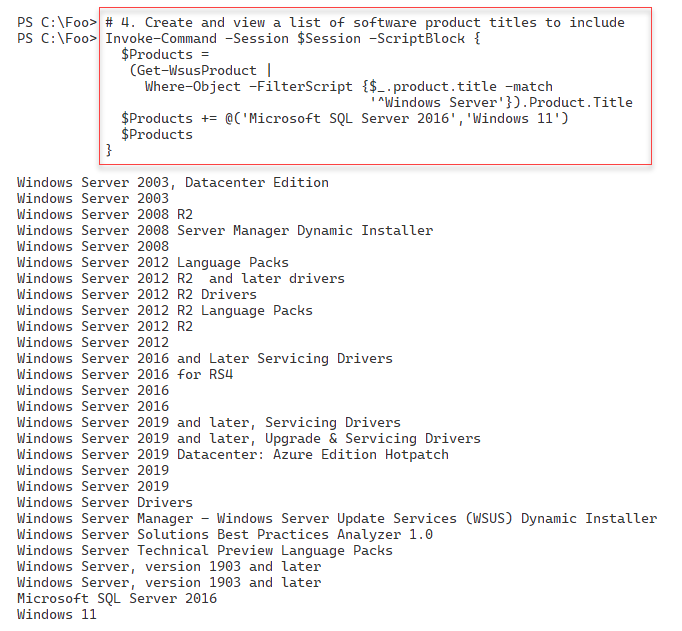 PS C:\Foo> # 4. Create and view a list of software product titles to include
PS C:\Foo> Invoke-Command -Session $Session -ScriptBlock {
  $Products =
   (Get-WsusProduct |
     Where-Object -FilterScript {$_.product.title -match
                                 '^Windows Server'}).Product.Title
  $Products += @('Microsoft SQL Server 2016','Windows 11')
  $Products
}
Windows Server 2003, Datacenter Edition
Windows Server 2003
Windows Server 2008 R2
Windows Server 2008 Server Manager Dynamic Installer
Windows Server 2008
Windows Server 2012 Language Packs
Windows Server 2012 R2  and later drivers
Windows Server 2012 R2 Drivers
Windows Server 2012 R2 Language Packs
Windows Server 2012 R2
Windows Server 2012
Windows Server 2016 and Later Servicing Drivers
Windows Server 2016 for RS4
Windows Server 2016
Windows Server 2016
Windows Server 2019 and later, Servicing Drivers
Windows Server 2019 and later, Upgrade & Servicing Drivers
Windows Server 2019 Datacenter: Azure Edition Hotpatch
Windows Server 2019
Windows Server 2019
Windows Server Drivers
Windows Server Manager – Windows Server Update Services (WSUS) Dynamic Installer
Windows Server Solutions Best Practices Analyzer 1.0
Windows Server Technical Preview Language Packs
Windows Server, version 1903 and later
Windows Server, version 1903 and later
Microsoft SQL Server 2016
Windows 11